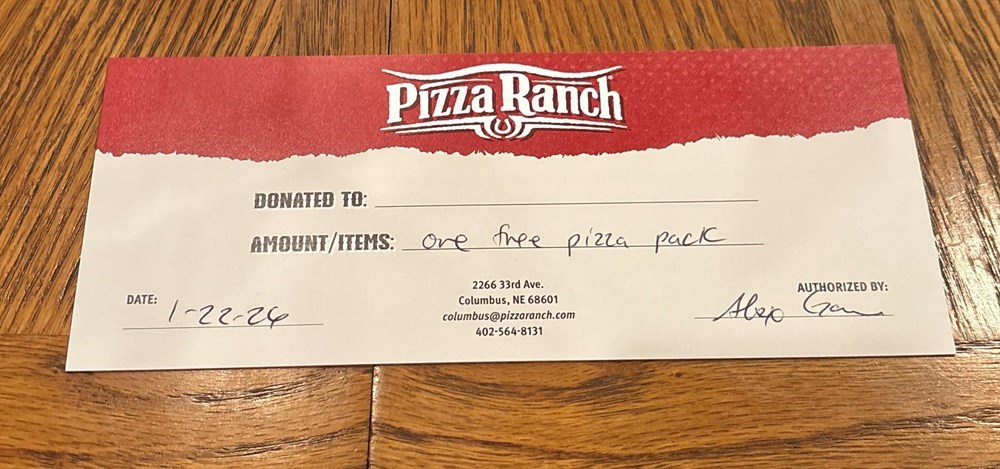 Pizza Ranch
DONATED TO:
AMOUNT/ITEMS: one free pizza pack
2266 33rd Ave.
Columbus, NE 68601
columbus@pizzaranch.com
402-564-8131
DATE: 1-22-26
AUTHORIZED BY: